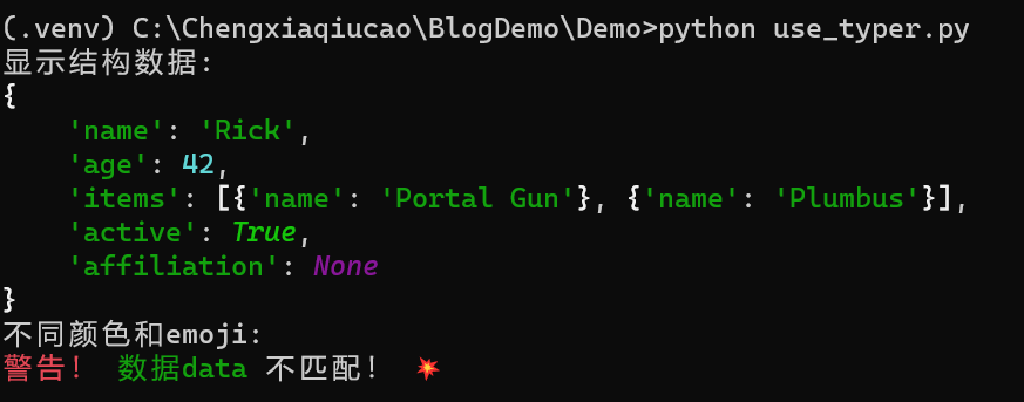 (.venv) C:\Chengxiaqiucao\BlogDemo\Demo>python use_typer.py
显示结构数据:
{
    'name': 'Rick',
    'age': 42,
    'items': [{'name': 'Portal Gun'}, {'name': 'Plumbus'}],
    'active': True,
    'affiliation': None
}
不同颜色和emoji:
警告！ 数据data 不匹配！ 💥